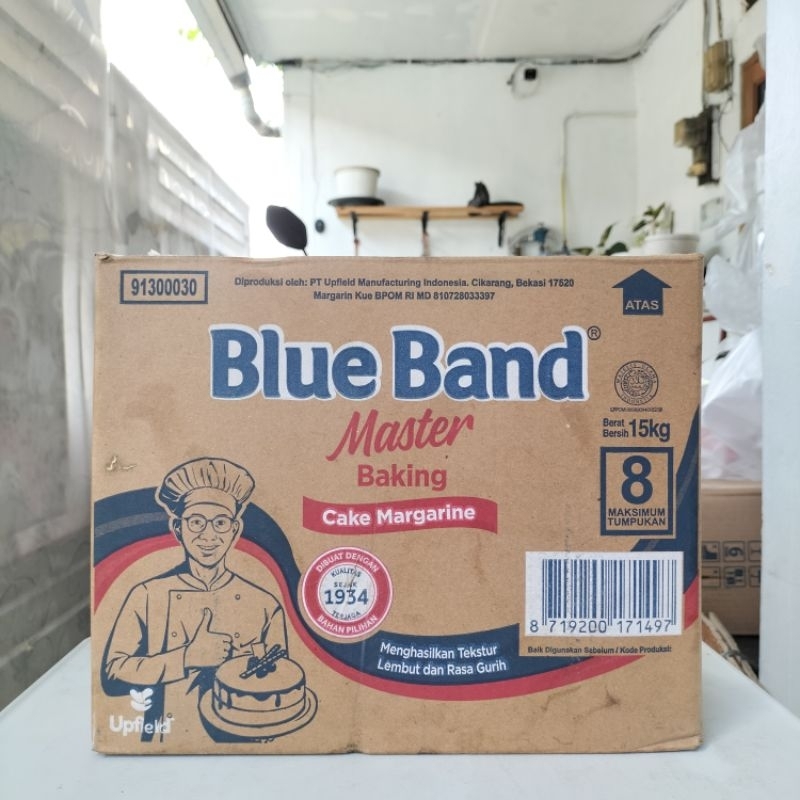 91300030
Diproduksi oleh: PT Upfield Manufacturing Indonesia. Cikarang, Bekasi 17520
Margarin Kue BPOM RI MD 810728033397
ATAS
Blue Band®
Master
Baking
Cake Margarine
Berat
Bersih 15kg
8
MAKSIMUM
TUMPUKAN
DIBUAT DENGAN
KUALITAS
SEJAK
1934
TERJAGA
BAHAN PILIHAN
Menghasilkan Tekstur
Lembut dan Rasa Gurih
8 719200 171497
Baik Digunakan Sebelum / Kode Produksi:
Upfield